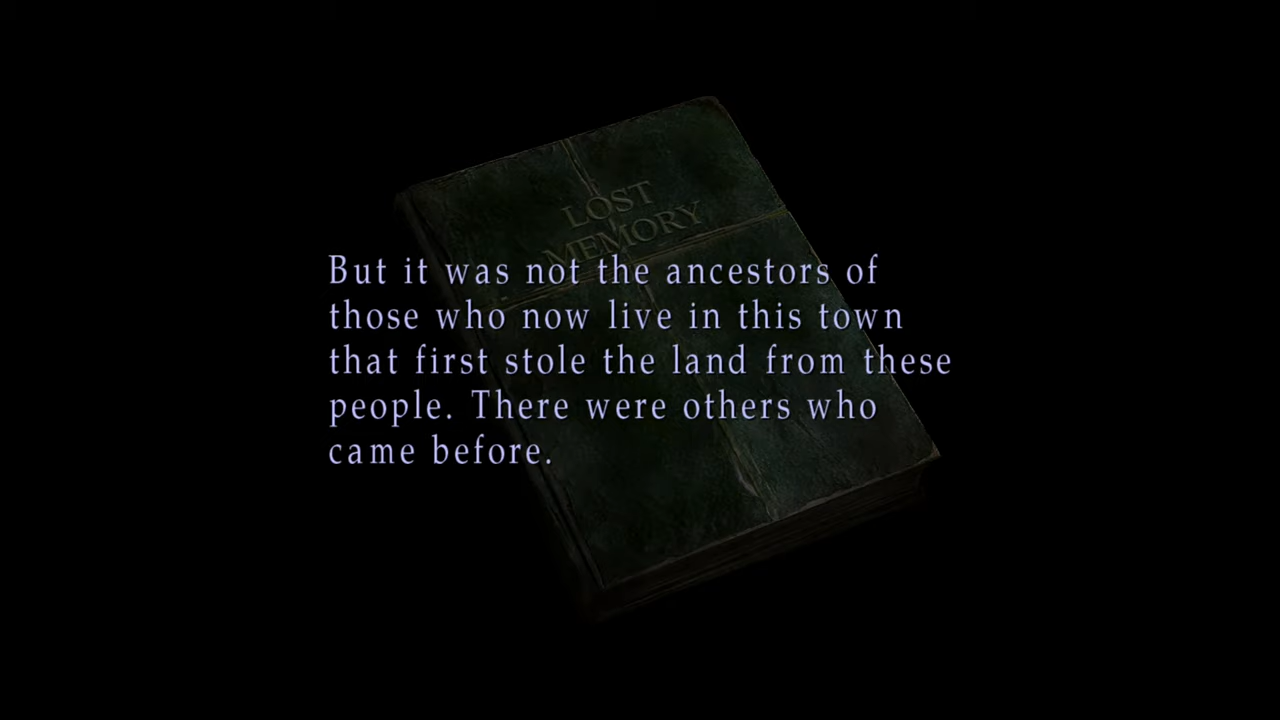 LOST
MEMORY
But it was not the ancestors of
those who now live in this town
that first stole the land from these
people. There were others who
came before.